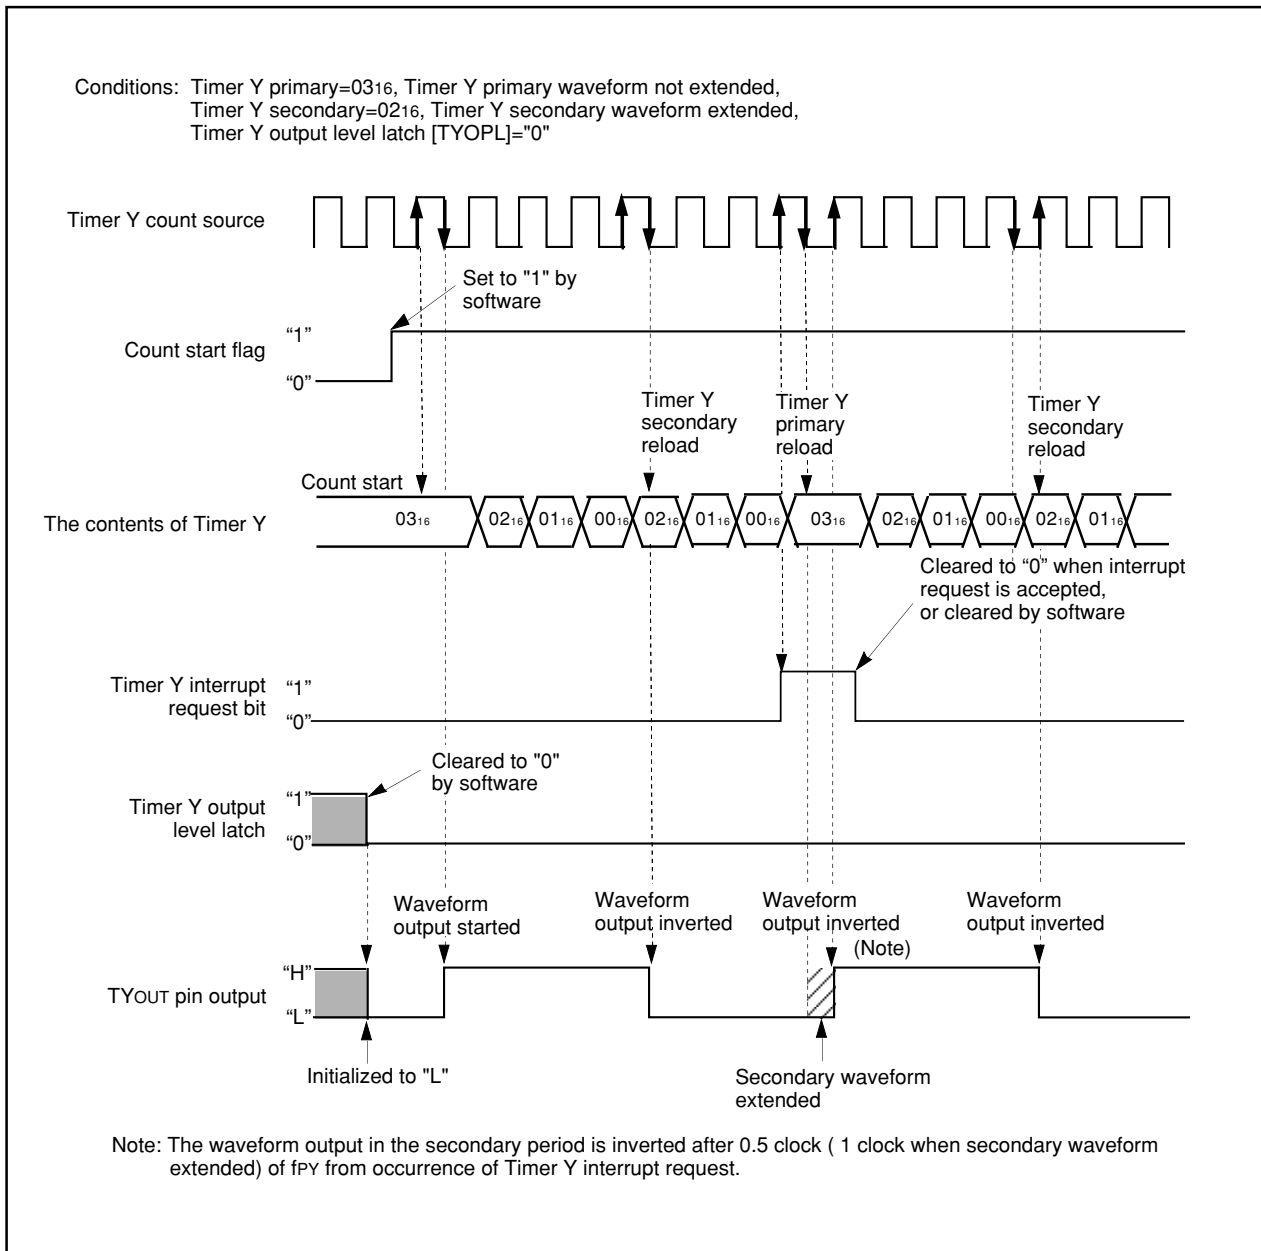 Conditions: Timer Y primary=0316, Timer Y primary waveform not extended,
Timer Y secondary=0216, Timer Y secondary waveform extended,
Timer Y output level latch [TYOPL]="0"
Timer Y count source
Set to "1" by
software
“1”
Count start flag
“0”
Timer Y
secondary
reload
Timer Y
primary
reload
Timer Y
secondary
reload
Count start
The contents of Timer Y
0316 0216 0116 0016 0216 0116 0016 0316 0216 0116 0016 0216 0116
Cleared to “0” when interrupt
request is accepted,
or cleared by software
Timer Y interrupt
request bit
“1”
“0”
Cleared to "0"
by software
Timer Y output
level latch
“1”
“0”
Waveform
output started
Waveform
output inverted
Waveform
output inverted
(Note)
Waveform
output inverted
“H”
TYOUT pin output
“L”
Initialized to "L"
Secondary waveform
extended
Note: The waveform output in the secondary period is inverted after 0.5 clock ( 1 clock when secondary waveform
extended) of fPY from occurrence of Timer Y interrupt request.